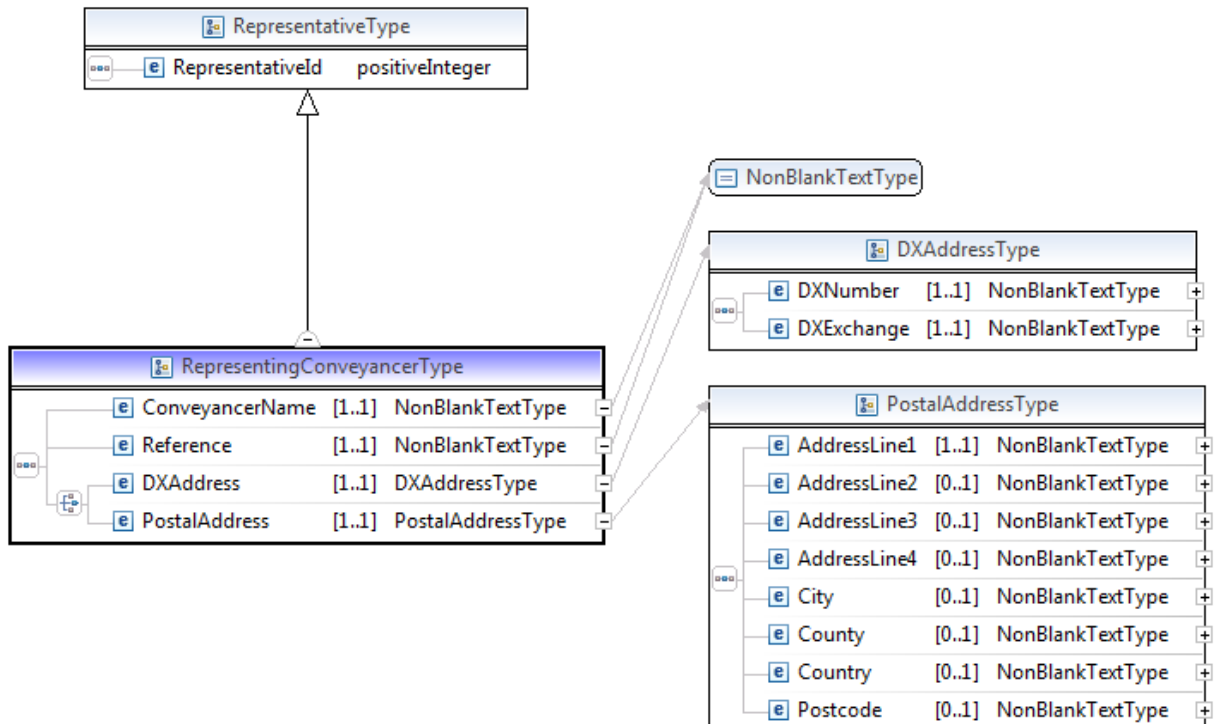 RepresentativeType
e RepresentativeId positiveInteger
NonBlankTextType
DXAddressType
e DXNumber [1..1] NonBlankTextType
e DXExchange [1..1] NonBlankTextType
RepresentingConveyancerType
e ConveyancerName [1..1] NonBlankTextType
e Reference [1..1] NonBlankTextType
e DXAddress [1..1] DXAddressType
e PostalAddress [1..1] PostalAddressType
PostalAddressType
e AddressLine1 [1..1] NonBlankTextType
e AddressLine2 [0..1] NonBlankTextType
e AddressLine3 [0..1] NonBlankTextType
e AddressLine4 [0..1] NonBlankTextType
e City [0..1] NonBlankTextType
e County [0..1] NonBlankTextType
e Country [0..1] NonBlankTextType
e Postcode [0..1] NonBlankTextType